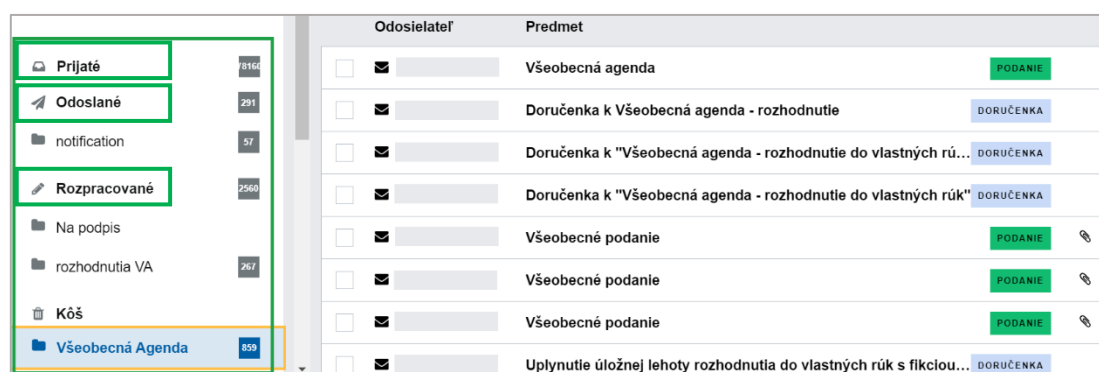 Odosielateľ Predmet
Prijaté
Všeobecná agenda PODANIE
Odoslané 291
Doručenka k Všeobecná agenda - rozhodnutie DORUČENKA
notification 57
Doručenka k "Všeobecná agenda - rozhodnutie do vlastných rú... DORUČENKA
Rozpracované 2560
Doručenka k "Všeobecná agenda - rozhodnutie do vlastných rúk" DORUČENKA
Na podpis
Všeobecné podanie PODANIE
rozhodnutia VA 267
Všeobecné podanie PODANIE
Kôš
Všeobecné podanie PODANIE
Všeobecná Agenda 859
Uplynutie úložnej lehoty rozhodnutia do vlastných rúk s fikciou... DORUČENKA